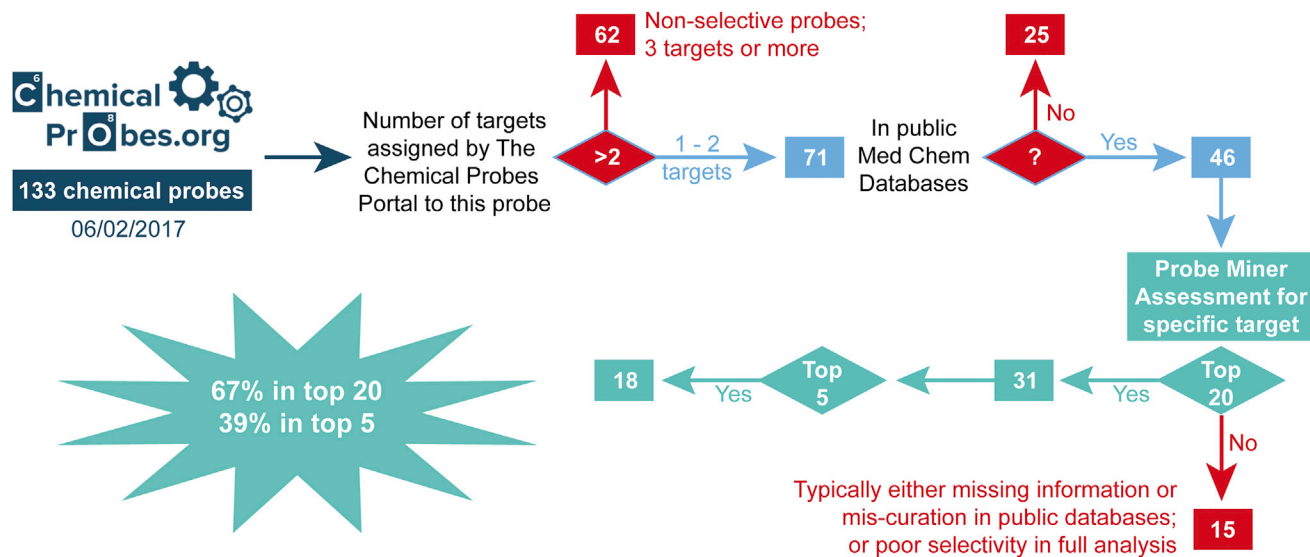 6
Chemical
8
PrObes.org
133 chemical probes
06/02/2017
Number of targets
assigned by The
Chemical Probes
Portal to this probe
62
Non-selective probes;
3 targets or more
>2
1 - 2
targets
71
In public
Med Chem
Databases
25
No
?
Yes
46
Probe Miner
Assessment for
specific target
Top
20
Yes
31
Top
5
Yes
18
No
15
Typically either missing information or
mis-curation in public databases;
or poor selectivity in full analysis
67% in top 20
39% in top 5